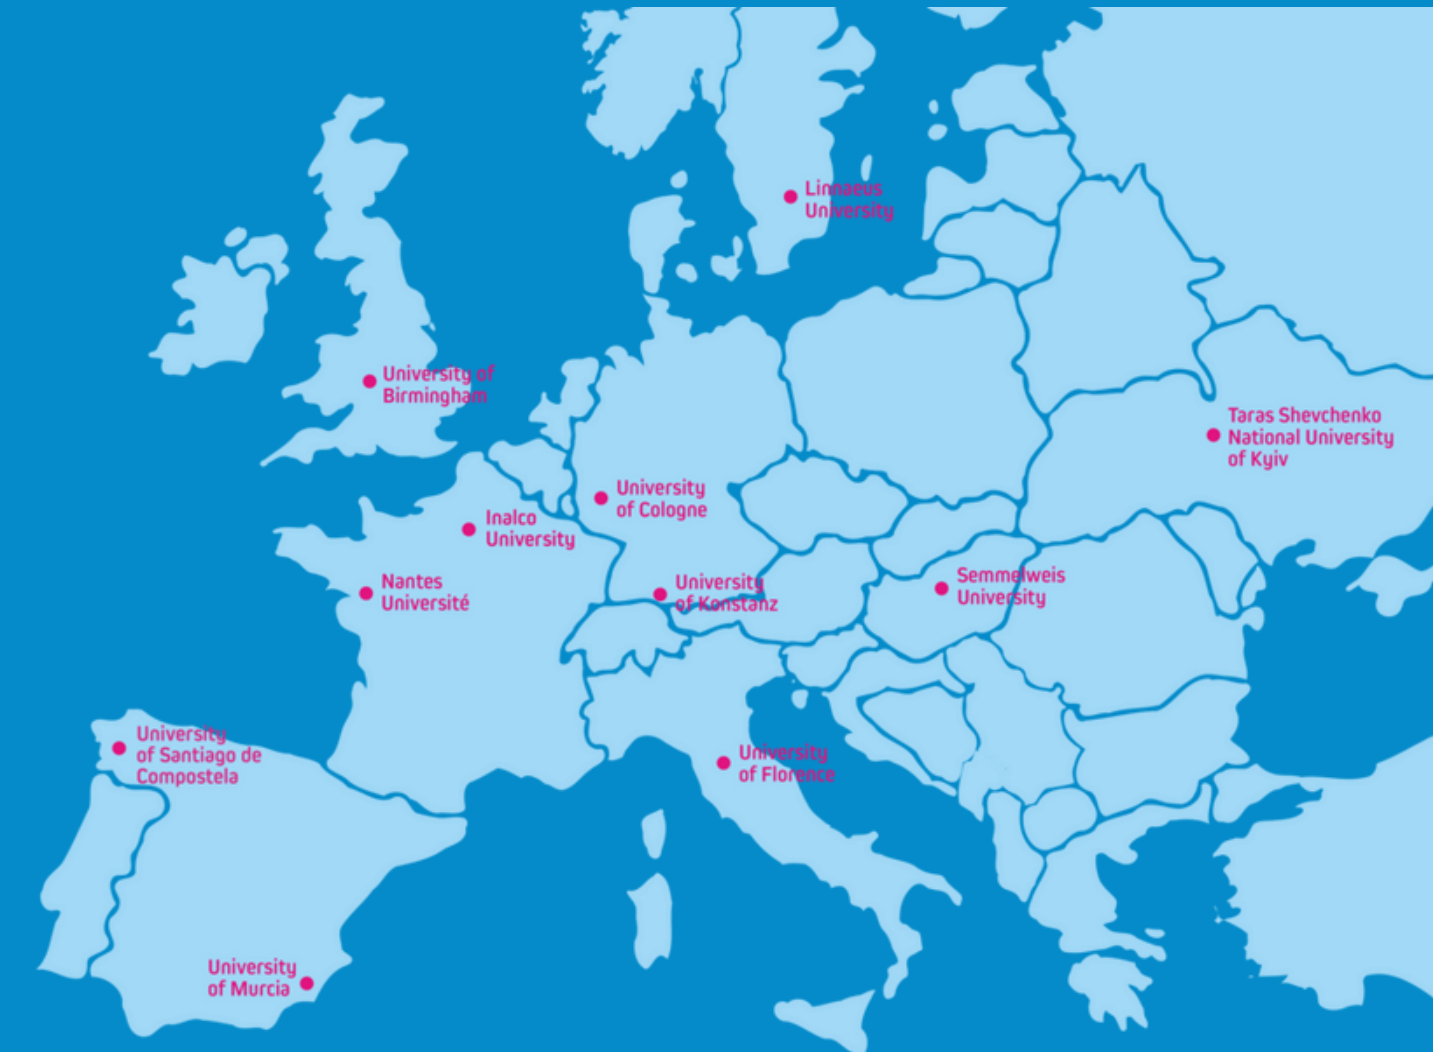 Linnaeus
University
University of
Birmingham
Taras Shevchenko
National University
of Kyiv
University
of Cologne
Inalco
University
Nantes
Université
University
of Konstanz
Semmelweis
University
University
of Santiago de
Compostela
University
of Florence
University
of Murcia